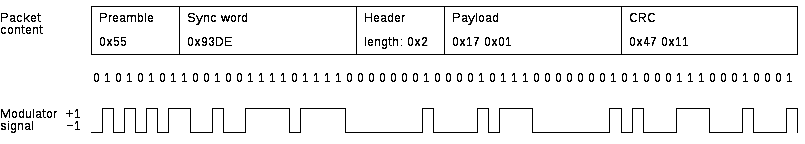 Packet content
Preamble
0x55
Sync word
0x93DE
Header
length: 0x2
Payload
0x17 0x01
CRC
0x47 0x11
0 1 0 1 0 1 0 1 1 0 0 1 0 0 1 1 1 1 0 1 1 1 1 0 0 0 0 0 0 0 1 0 0 0 0 1 0 1 1 1 0 0 0 0 0 0 0 1 0 1 0 0 0 1 1 1 0 0 0 1 0 0 0 1
Modulator +1
signal −1